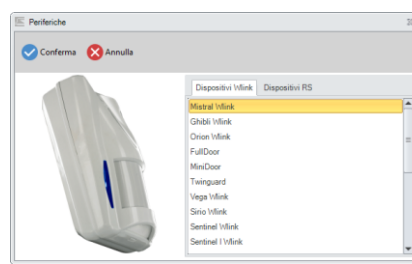 Periferiche
Conferma
Annulla
Dispositivi Wlink
Dispositivi RS
Mistral Wlink
Ghibli Wlink
Orion Wlink
FullDoor
MiniDoor
Twinguard
Vega Wlink
Sirio Wlink
Sentinel Wlink
Sentinel I Wlink